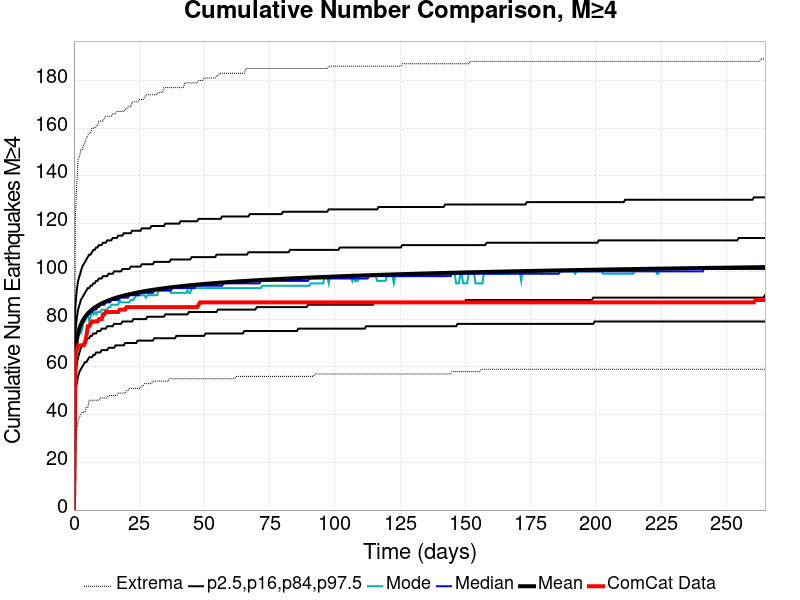 Cumulative Number Comparison, M≥4
Cumulative Num Earthquakes M≥4
180
160
140
120
100
80
60
40
20
0
0 25 50 75 100 125 150 175 200 225 250
Time (days)
Extrema p2.5,p16,p84,p97.5 Mode Median Mean ComCat Data